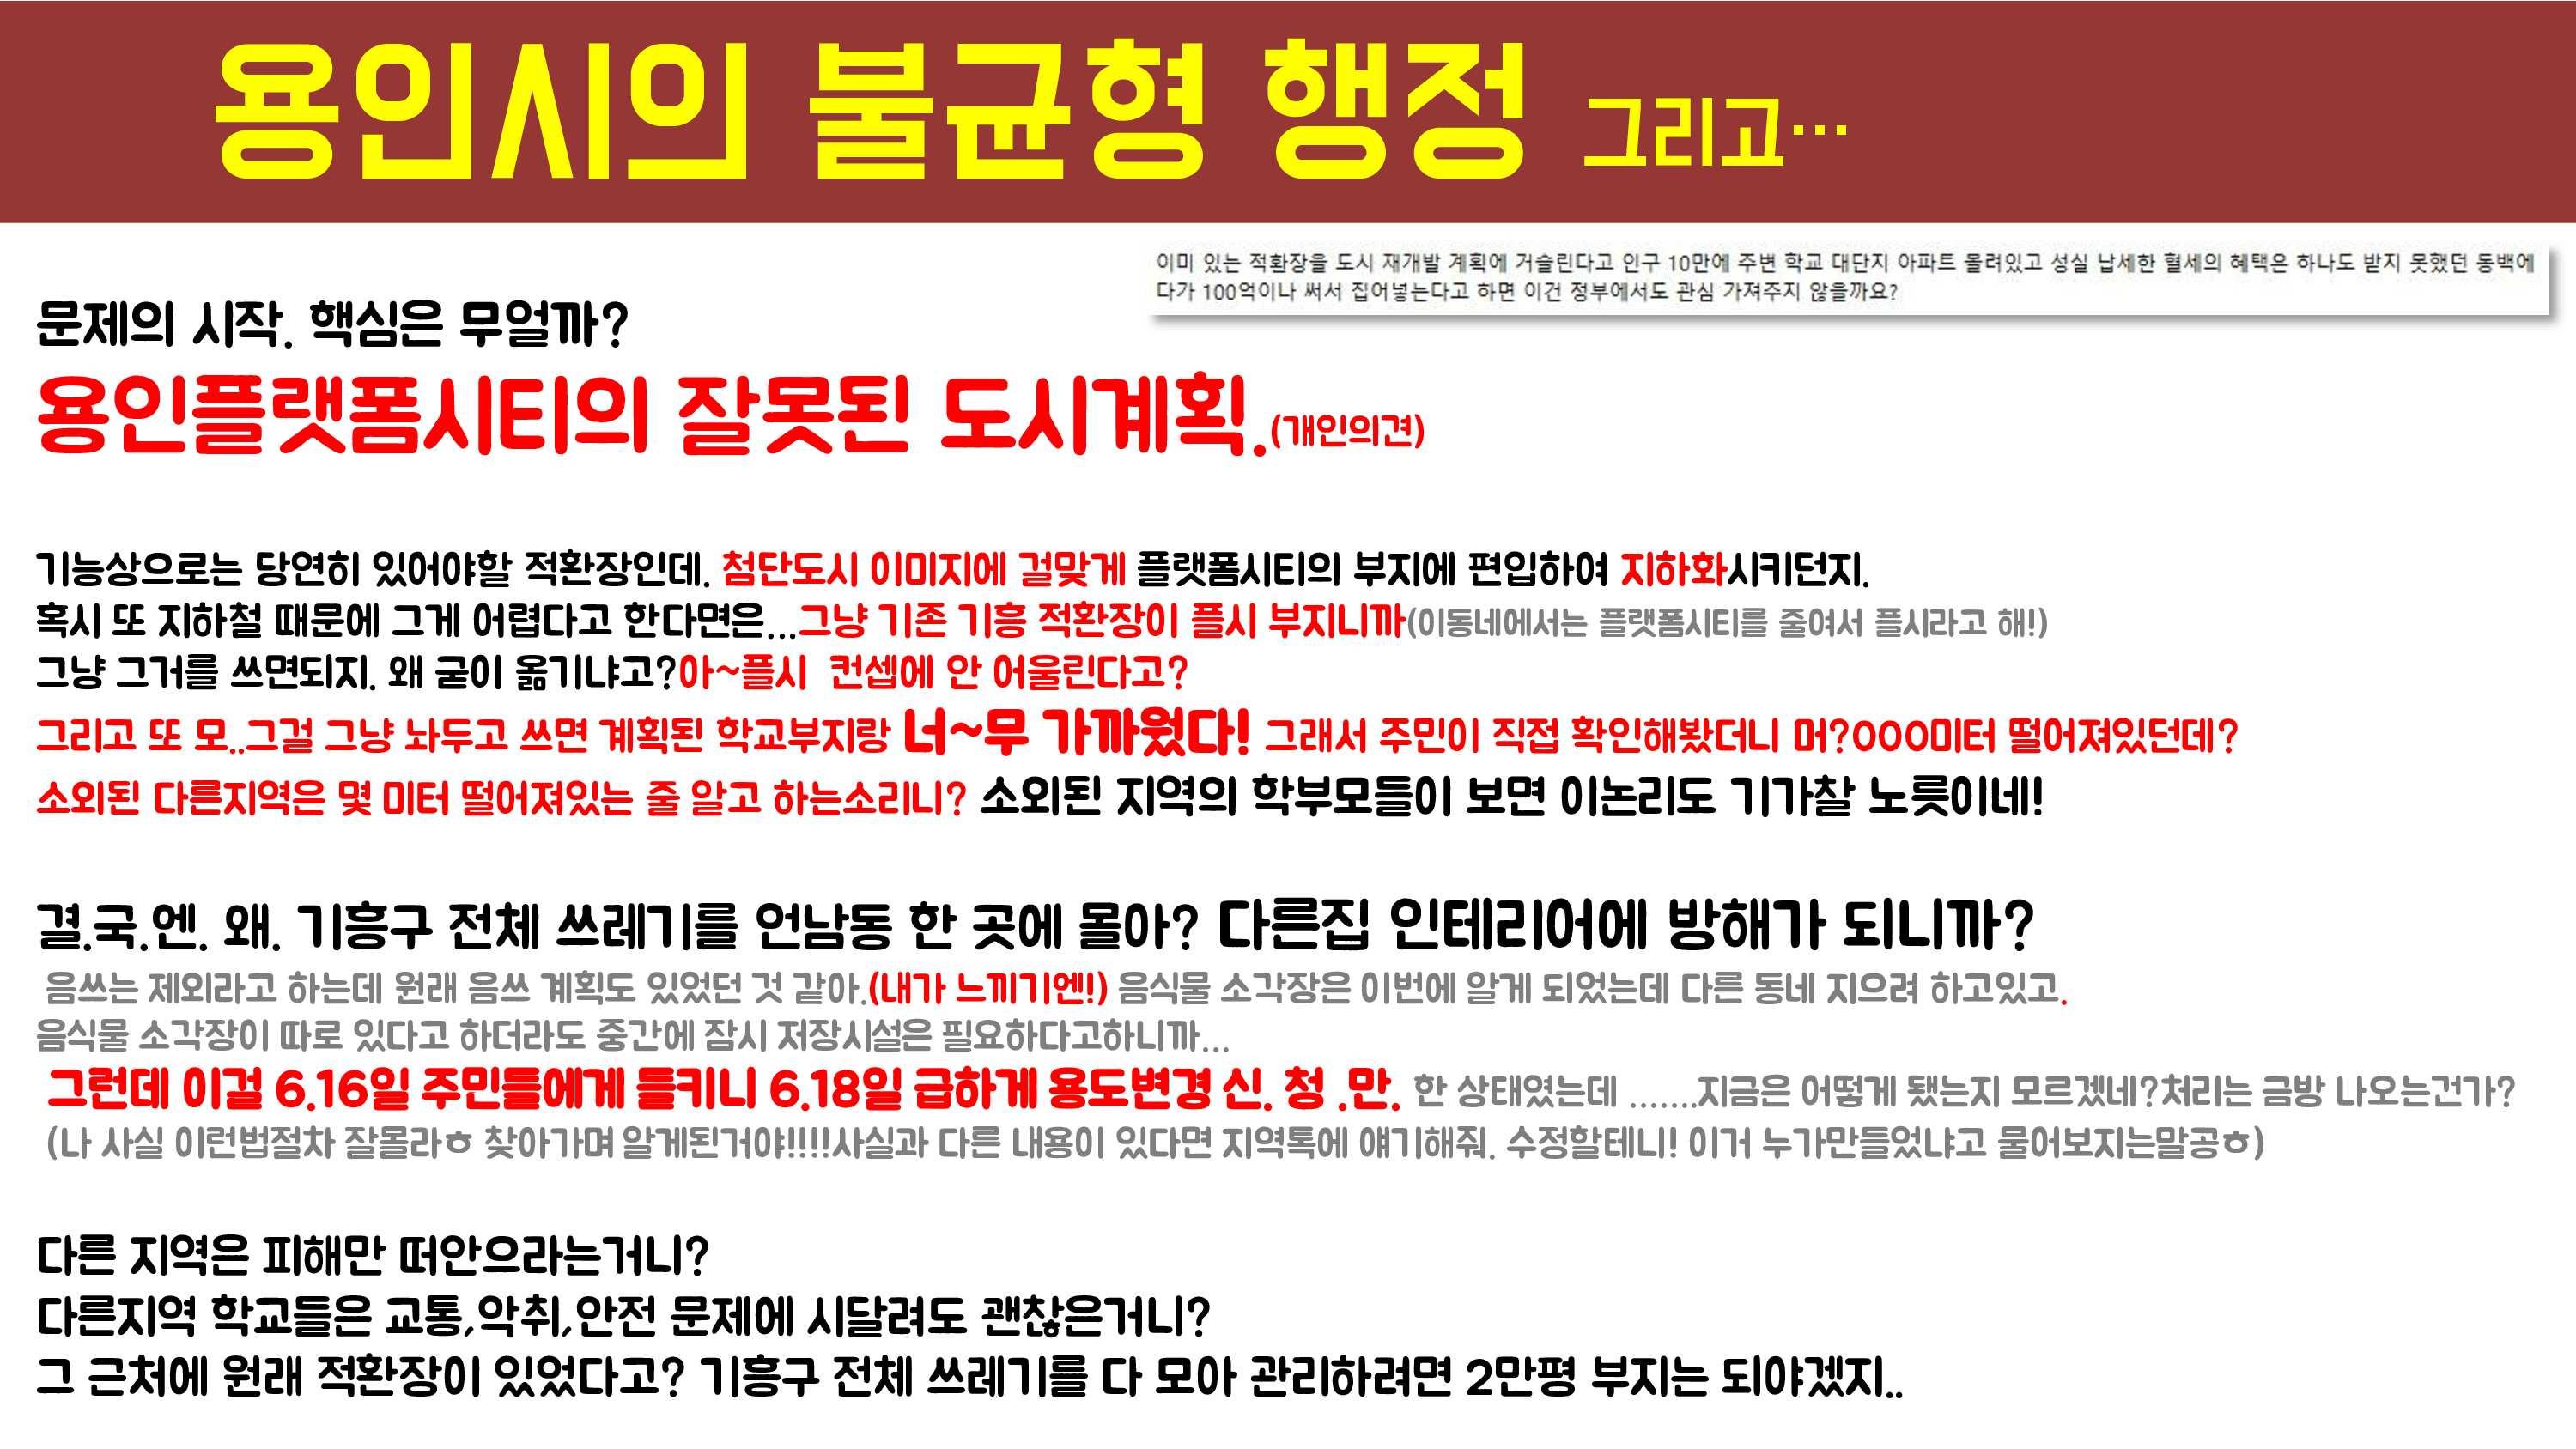 용인시의 불균형 행정 그리고…
이미 있는 적환장을 도시 재개발 계획에 거슬린다고 인구 10만에 주변 학교 대단지 아파트 몰려있고 성실 납세한 혈세의 혜택은 하나도 받지 못했던 동백에
다가 100억이나 써서 집어넣는다고 하면 이건 정부에서도 관심 가져주지 않을까요?
문제의 시작. 핵심은 무얼까?
용인플랫폼시티의 잘못된 도시계획.(개인의견)
기능상으로는 당연히 있어야할 적환장인데. 첨단도시 이미지에 걸맞게 플랫폼시티의 부지에 편입하여 지하화시키던지.
혹시 또 지하철 때문에 그게 어렵다고 한다면은...그냥 기존 기흥 적환장이 플시 부지니까(이동네에서는 플랫폼시티를 줄여서 플시라고 해!)
그냥 그거를 쓰면되지. 왜 굳이 옮기냐고?아~플시 컨셉에 안 어울린다고?
그리고 또 모..그걸 그냥 놔두고 쓰면 계획된 학교부지랑 너~무 가까웠다! 그래서 주민이 직접 확인해봤더니 머?000미터 떨어져있던데?
소외된 다른지역은 몇 미터 떨어져있는 줄 알고 하는소리니? 소외된 지역의 학부모들이 보면 이논리도 기가찰 노릇이네!
결.국.엔. 왜. 기흥구 전체 쓰레기를 언남동 한 곳에 몰아? 다른집 인테리어에 방해가 되니까?
음쓰는 제외라고 하는데 원래 음쓰 계획도 있었던 것 같아.(내가 느끼기엔!) 음식물 소각장은 이번에 알게 되었는데 다른 동네 지으려 하고있고.
음식물 소각장이 따로 있다고 하더라도 중간에 잠시 저장시설은 필요하다고하니까...
그런데 이걸 6.16일 주민들에게 들키니 6.18일 급하게 용도변경 신. 청 .만. 한 상태였는데 .......지금은 어떻게 됐는지 모르겠네?처리는 금방 나오는건가?
(나 사실 이런법절차 잘몰라ㅎ 찾아가며 알게된거야!!!!사실과 다른 내용이 있다면 지역톡에 얘기해줘. 수정할테니! 이거 누가만들었냐고 물어보지는말공ㅎ)
다른 지역은 피해만 떠안으라는거니?
다른지역 학교들은 교통,악취,안전 문제에 시달려도 괜찮은거니?
그 근처에 원래 적환장이 있었다고? 기흥구 전체 쓰레기를 다 모아 관리하려면 2만평 부지는 되야겠지..